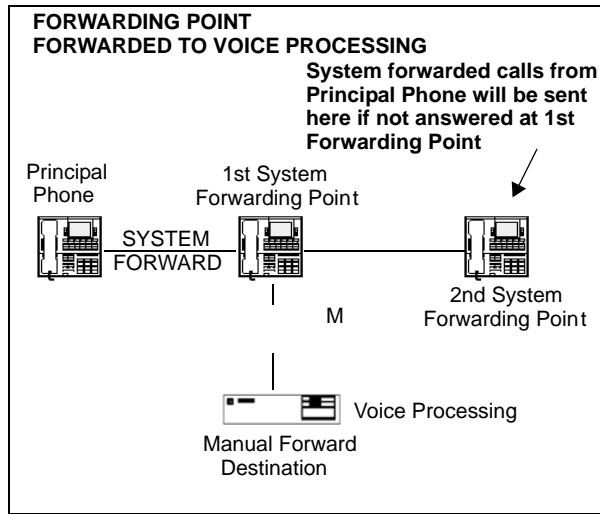 FORWARDING POINT
FORWARDED TO VOICE PROCESSING
System forwarded calls from
Principal Phone will be sent
here if not answered at 1st
Forwarding Point
Principal
Phone
1st System
Forwarding Point
SYSTEM
FORWARD
2nd System
Forwarding Point
M
Voice Processing
Manual Forward
Destination